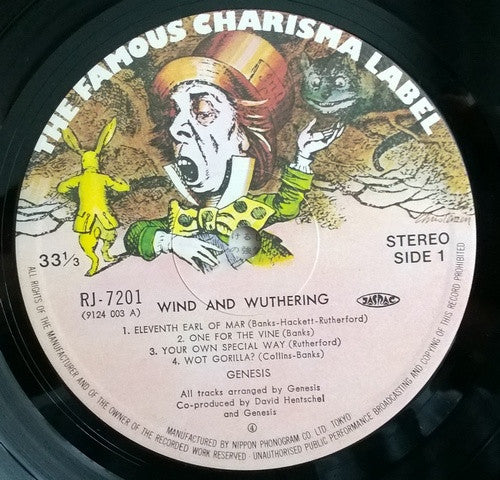 THE FAMOUS CHARISMA LABEL
33 1/3
STEREO
SIDE 1
RJ-7201
(9124 003 A)
WIND AND WUTHERING
JASRAC
1. ELEVENTH EARL OF MAR (Banks-Hackett-Rutherford)
2. ONE FOR THE VINE (Banks)
3. YOUR OWN SPECIAL WAY (Rutherford)
4. WOT GORILLA? (Collins-Banks)
GENESIS
All tracks arranged by Genesis
Co-produced by David Hentschel
and Genesis
4
ALL RIGHTS OF THE MANUFACTURER AND OF THE OWNER OF THE RECORDED WORK RESERVED · UNAUTHORISED PUBLIC PERFORMANCE BROADCASTING AND COPYING OF THIS RECORD PROHIBITED
MANUFACTURED BY NIPPON PHONOGRAM CO. LTD. TOKYO